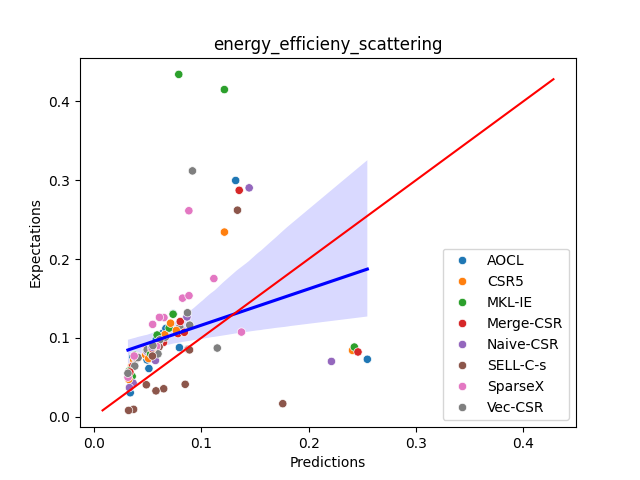 energy_efficieny_scattering
Expectations
0.4
0.3
0.2
0.1
0.0
0.0
0.1
0.2
0.3
0.4
Predictions
AOCL
CSR5
MKL-IE
Merge-CSR
Naive-CSR
SELL-C-s
SparseX
Vec-CSR